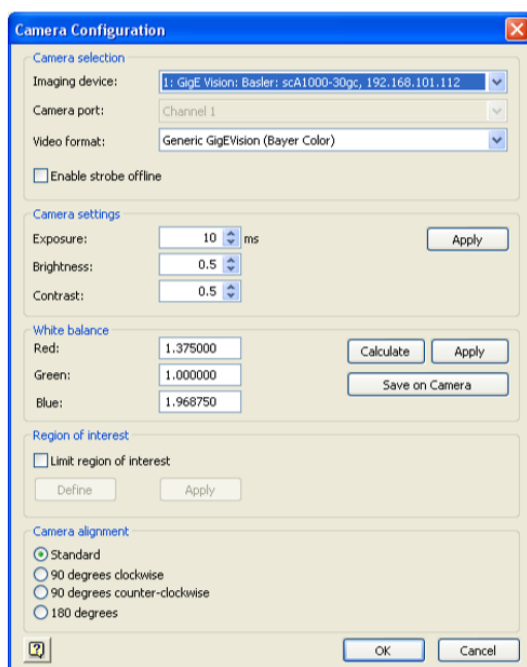 Camera Configuration
Camera selection
Imaging device: 1: GigE Vision: Basler: scA1000-30gc, 192.168.101.112
Camera port: Channel 1
Video format: Generic GigEVision (Bayer Color)
Enable strobe offline
Camera settings
Exposure: 10 ms Apply
Brightness: 0.5
Contrast: 0.5
White balance
Red: 1.375000 Calculate Apply
Green: 1.000000 Save on Camera
Blue: 1.968750
Region of interest
Limit region of interest
Define Apply
Camera alignment
Standard
90 degrees clockwise
90 degrees counter-clockwise
180 degrees
? OK Cancel